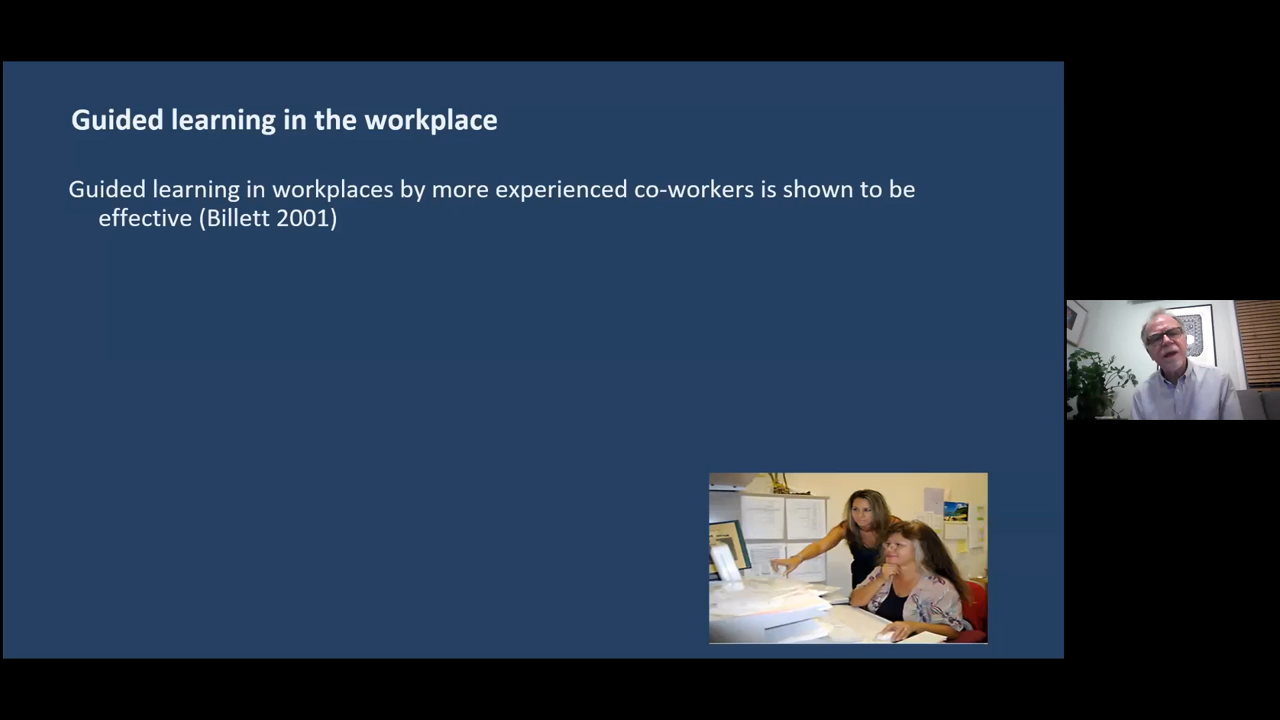 Guided learning in the workplace
Guided learning in workplaces by more experienced co-workers is shown to be
effective (Billett 2001)